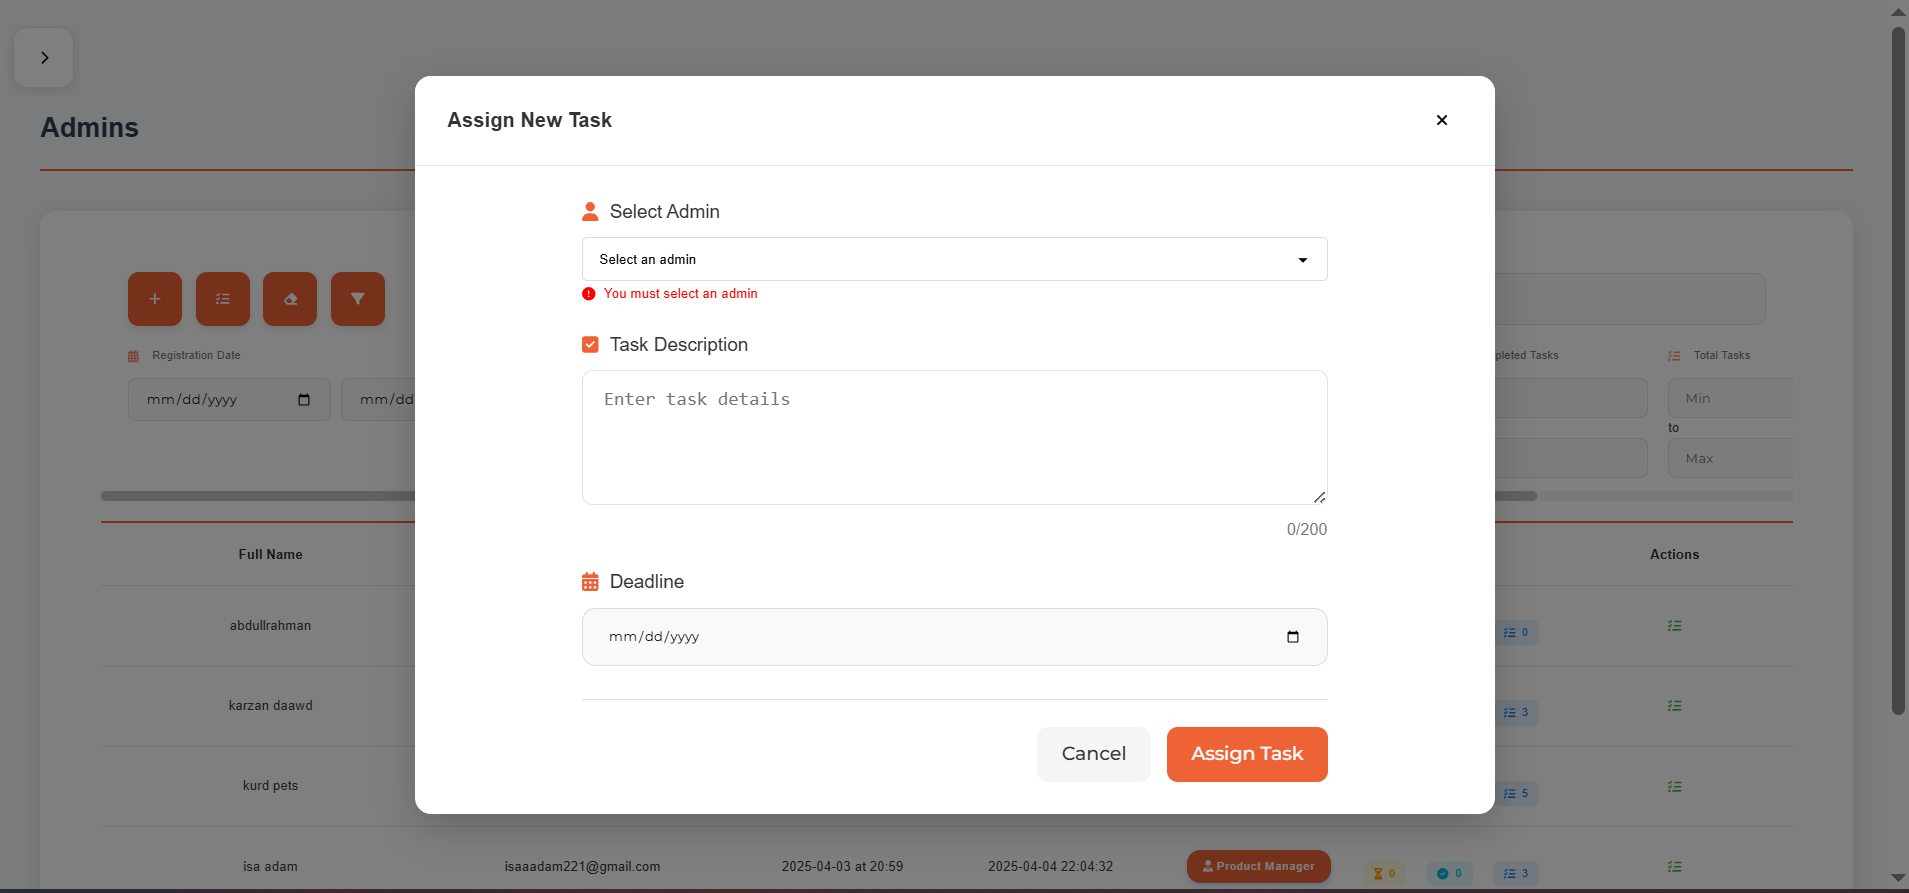 Admins
Assign New Task
Select Admin
Select an admin
You must select an admin
Task Description
Enter task details
0/200
Deadline
mm/dd/yyyy
Cancel
Assign Task
Registration Date
mm/dd/yyyy
mm/dd
pleted Tasks
Total Tasks
Min
to
Max
Full Name
Actions
abdullrahman
0
karzan daawd
3
kurd pets
5
isa adam
isaaadam221@gmail.com
2025-04-03 at 20:59
2025-04-04 22:04:32
Product Manager
0
0
3